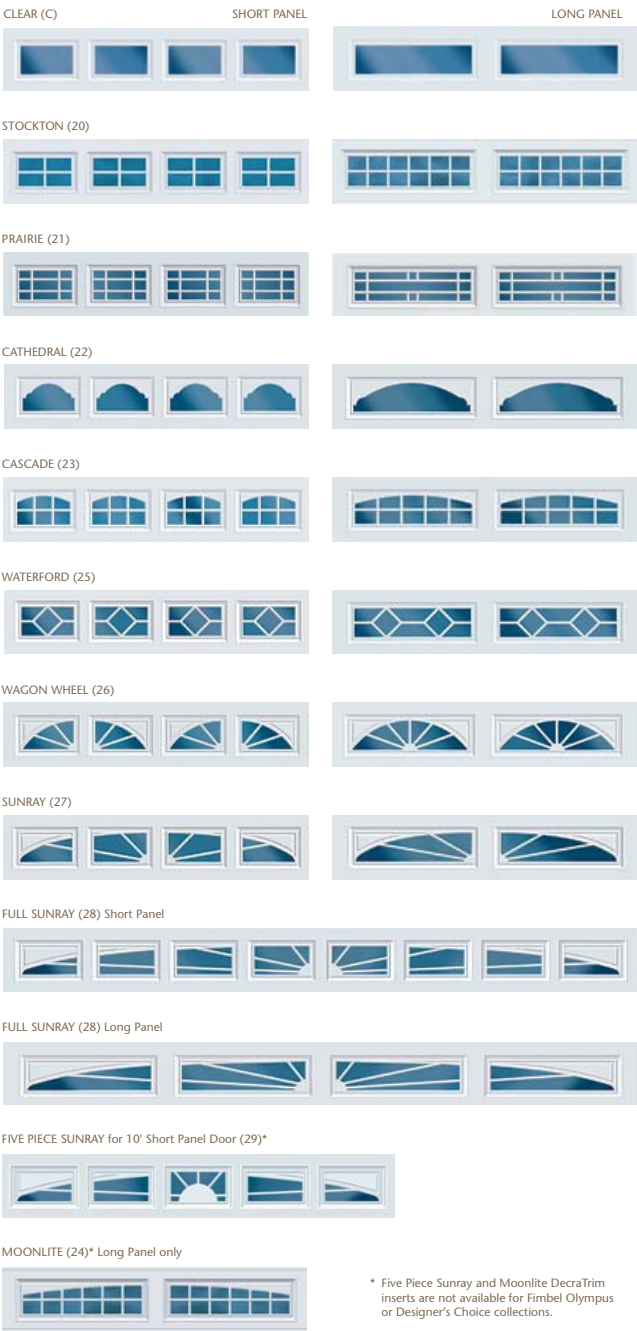 CLEAR (C) SHORT PANEL LONG PANEL
STOCKTON (20)
PRAIRIE (21)
CATHEDRAL (22)
CASCADE (23)
WATERFORD (25)
WAGON WHEEL (26)
SUNRAY (27)
FULL SUNRAY (28) Short Panel
FULL SUNRAY (28) Long Panel
FIVE PIECE SUNRAY for 10' Short Panel Door (29)*
MOONLITE (24)* Long Panel only
* Five Piece Sunray and Moonlite DecraTrim
inserts are not available for Fimbel Olympus
or Designer's Choice collections.